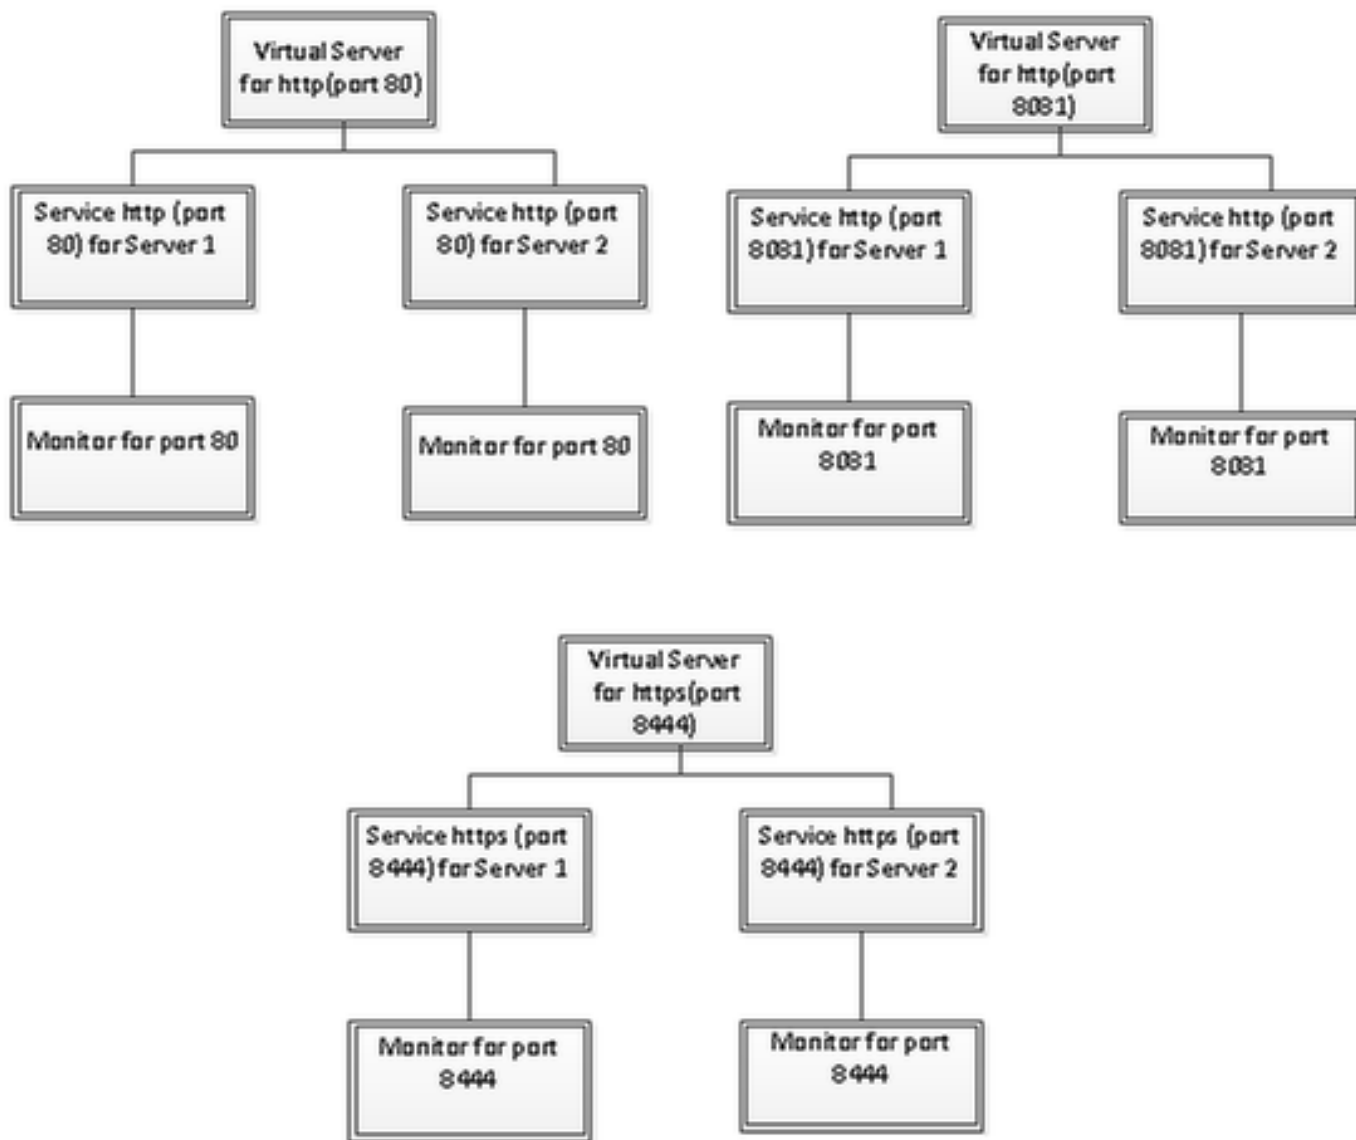 Virtual Server
for http(port 80)
Service http (port
80) for Server 1
Service http (port
80) for Server 2
Monitor for port 80
Monitor for port 80
Virtual Server
for http(port
8081)
Service http (port
8081) for Server 1
Service http (port
8081) for Server 2
Monitor for port
8081
Monitor for port
8081
Virtual Server
for https(port
8444)
Service https (port
8444) for Server 1
Service https (port
8444) for Server 2
Monitor for port
8444
Monitor for port
8444